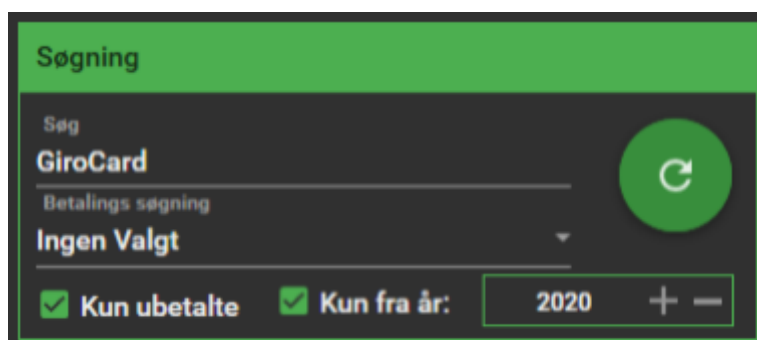 Søgning
Søg
GiroCard
Betalings søgning
Ingen Valgt
Kun ubetalte Kun fra år: 2020